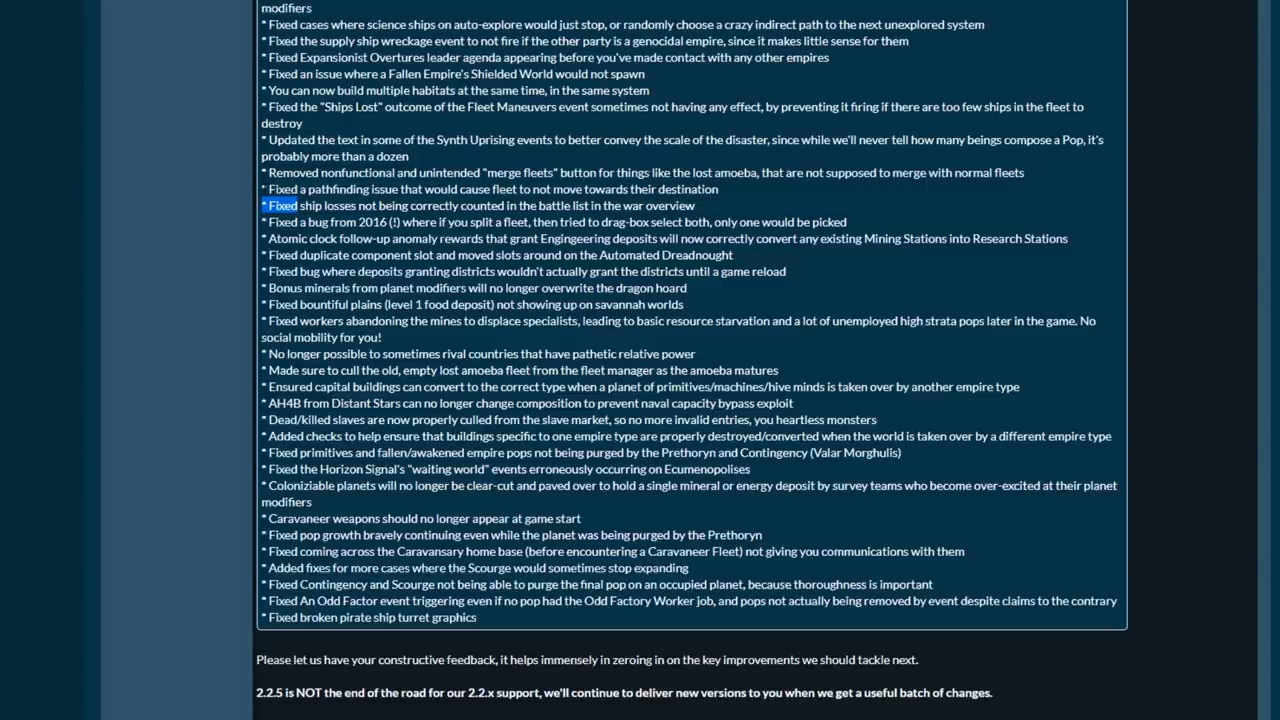 modifiers
* Fixed cases where science ships on auto-explore would just stop, or randomly choose a crazy indirect path to the next unexplored system
* Fixed the supply ship wreckage event to not fire if the other party is a genocidal empire, since it makes little sense for them
* Fixed Expansionist Overtures leader agenda appearing before you've made contact with any other empires
* Fixed an issue where a Fallen Empire's Shielded World would not spawn
* You can now build multiple habitats at the same time, in the same system
* Fixed the "Ships Lost" outcome of the Fleet Maneuvers event sometimes not having any effect, by preventing it firing if there are too few ships in the fleet to
destroy
* Updated the text in some of the Synth Uprising events to better convey the scale of the disaster, since while we'll never tell how many beings compose a Pop, it's
probably more than a dozen
* Removed nonfunctional and unintended "merge fleets" button for things like the lost amoeba, that are not supposed to merge with normal fleets
* Fixed a pathfinding issue that would cause fleet to not move towards their destination
* Fixed ship losses not being correctly counted in the battle list in the war overview
* Fixed a bug from 2016 (!) where if you split a fleet, then tried to drag-box select both, only one would be picked
* Atomic clock follow-up anomaly rewards that grant Engineering deposits will now correctly convert any existing Mining Stations into Research Stations
* Fixed duplicate component slot and moved slots around on the Automated Dreadnought
* Fixed bug where deposits granting districts wouldn't actually grant the districts until a game reload
* Bonus minerals from planet modifiers will no longer overwrite the dragon hoard
* Fixed bountiful plains (level 1 food deposit) not showing up on savannah worlds
* Fixed workers abandoning the mines to displace specialists, leading to basic resource starvation and a lot of unemployed high strata pops later in the game. No
social mobility for you!
* No longer possible to sometimes rival countries that have pathetic relative power
* Made sure to cull the old, empty lost amoeba fleet from the fleet manager as the amoeba matures
* Ensured capital buildings can convert to the correct type when a planet of primitives/machines/hive minds is taken over by another empire type
* AH4B from Distant Stars can no longer change composition to prevent naval capacity bypass exploit
* Dead/killed slaves are now properly culled from the slave market, so no more invalid entries, you heartless monsters
* Added checks to help ensure that buildings specific to one empire type are properly destroyed/converted when the world is taken over by a different empire type
* Fixed primitives and fallen/awakened empire pops not being purged by the Prethoryn and Contingency (Valar Morghulis)
* Fixed the Horizon Signal's "waiting world" events erroneously occurring on Ecumenopolises
* Coloniziable planets will no longer be clear-cut and paved over to hold a single mineral or energy deposit by survey teams who become over-excited at their planet
modifiers
* Caravaneer weapons should no longer appear at game start
* Fixed pop growth bravely continuing even while the planet was being purged by the Prethoryn
* Fixed coming across the Caravansary home base (before encountering a Caravaneer Fleet) not giving you communications with them
* Added fixes for more cases where the Scourge would sometimes stop expanding
* Fixed Contingency and Scourge not being able to purge the final pop on an occupied planet, because thoroughness is important
* Fixed An Odd Factor event triggering even if no pop had the Odd Factory Worker job, and pops not actually being removed by event despite claims to the contrary
* Fixed broken pirate ship turret graphics
Please let us have your constructive feedback, it helps immensely in zeroing in on the key improvements we should tackle next.
2.2.5 is NOT the end of the road for our 2.2.x support, we'll continue to deliver new versions to you when we get a useful batch of changes.